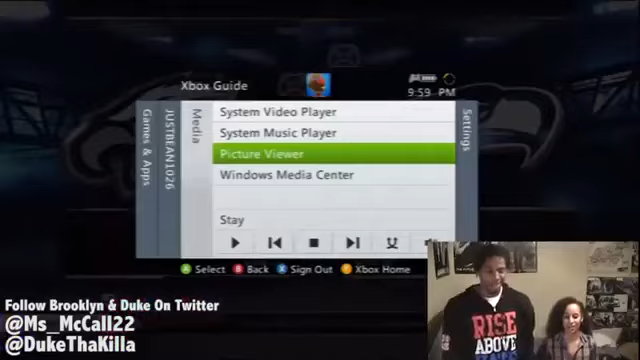 Xbox Guide
9:59 PM
Games & Apps
JUSTBEAN1026
Media
System Video Player
System Music Player
Picture Viewer
Windows Media Center
Stay
Settings
A Select B Back X Sign Out Y Xbox Home
Follow Brooklyn & Duke On Twitter
@Ms_McCall22
@DukeThaKilla
RISE
ABOVE